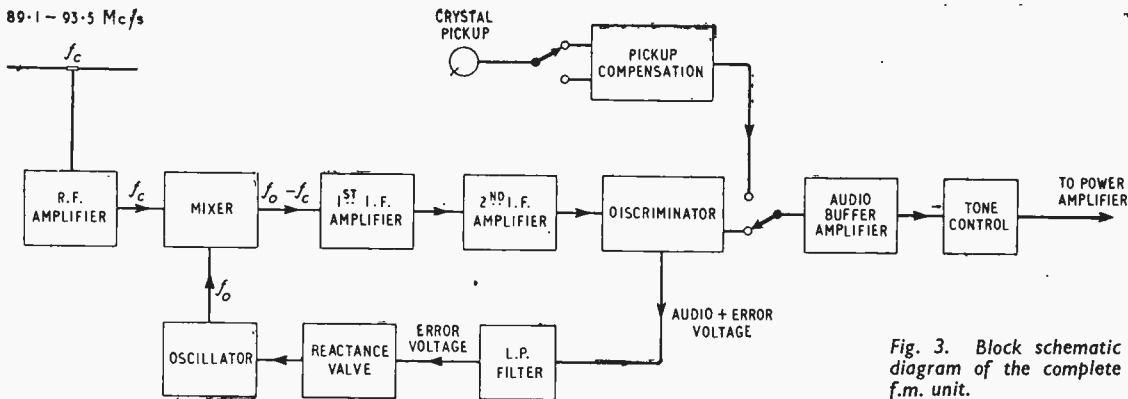 89·1 – 93·5 Mc/s
fc
CRYSTAL
PICKUP
PICKUP
COMPENSATION
R.F.
AMPLIFIER
fc
MIXER
fo – fc
1ST I.F.
AMPLIFIER
2ND I.F.
AMPLIFIER
DISCRIMINATOR
AUDIO
BUFFER
AMPLIFIER
TONE
CONTROL
TO POWER
AMPLIFIER
fo
OSCILLATOR
REACTANCE
VALVE
ERROR
VOLTAGE
L.P.
FILTER
AUDIO + ERROR
VOLTAGE
Fig. 3. Block schematic
diagram of the complete
f.m. unit.